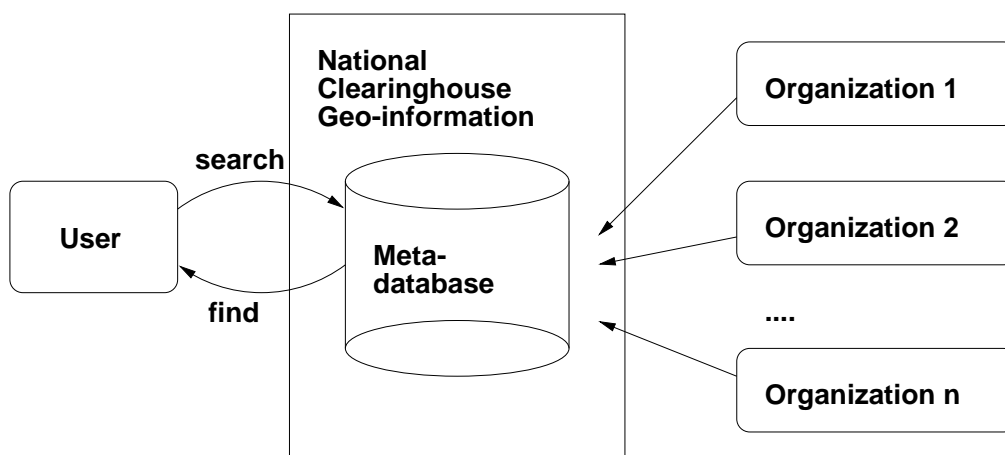 National
Clearinghouse
Geo-information
search
User
find
Meta-
database
Organization 1
Organization 2
....
Organization n